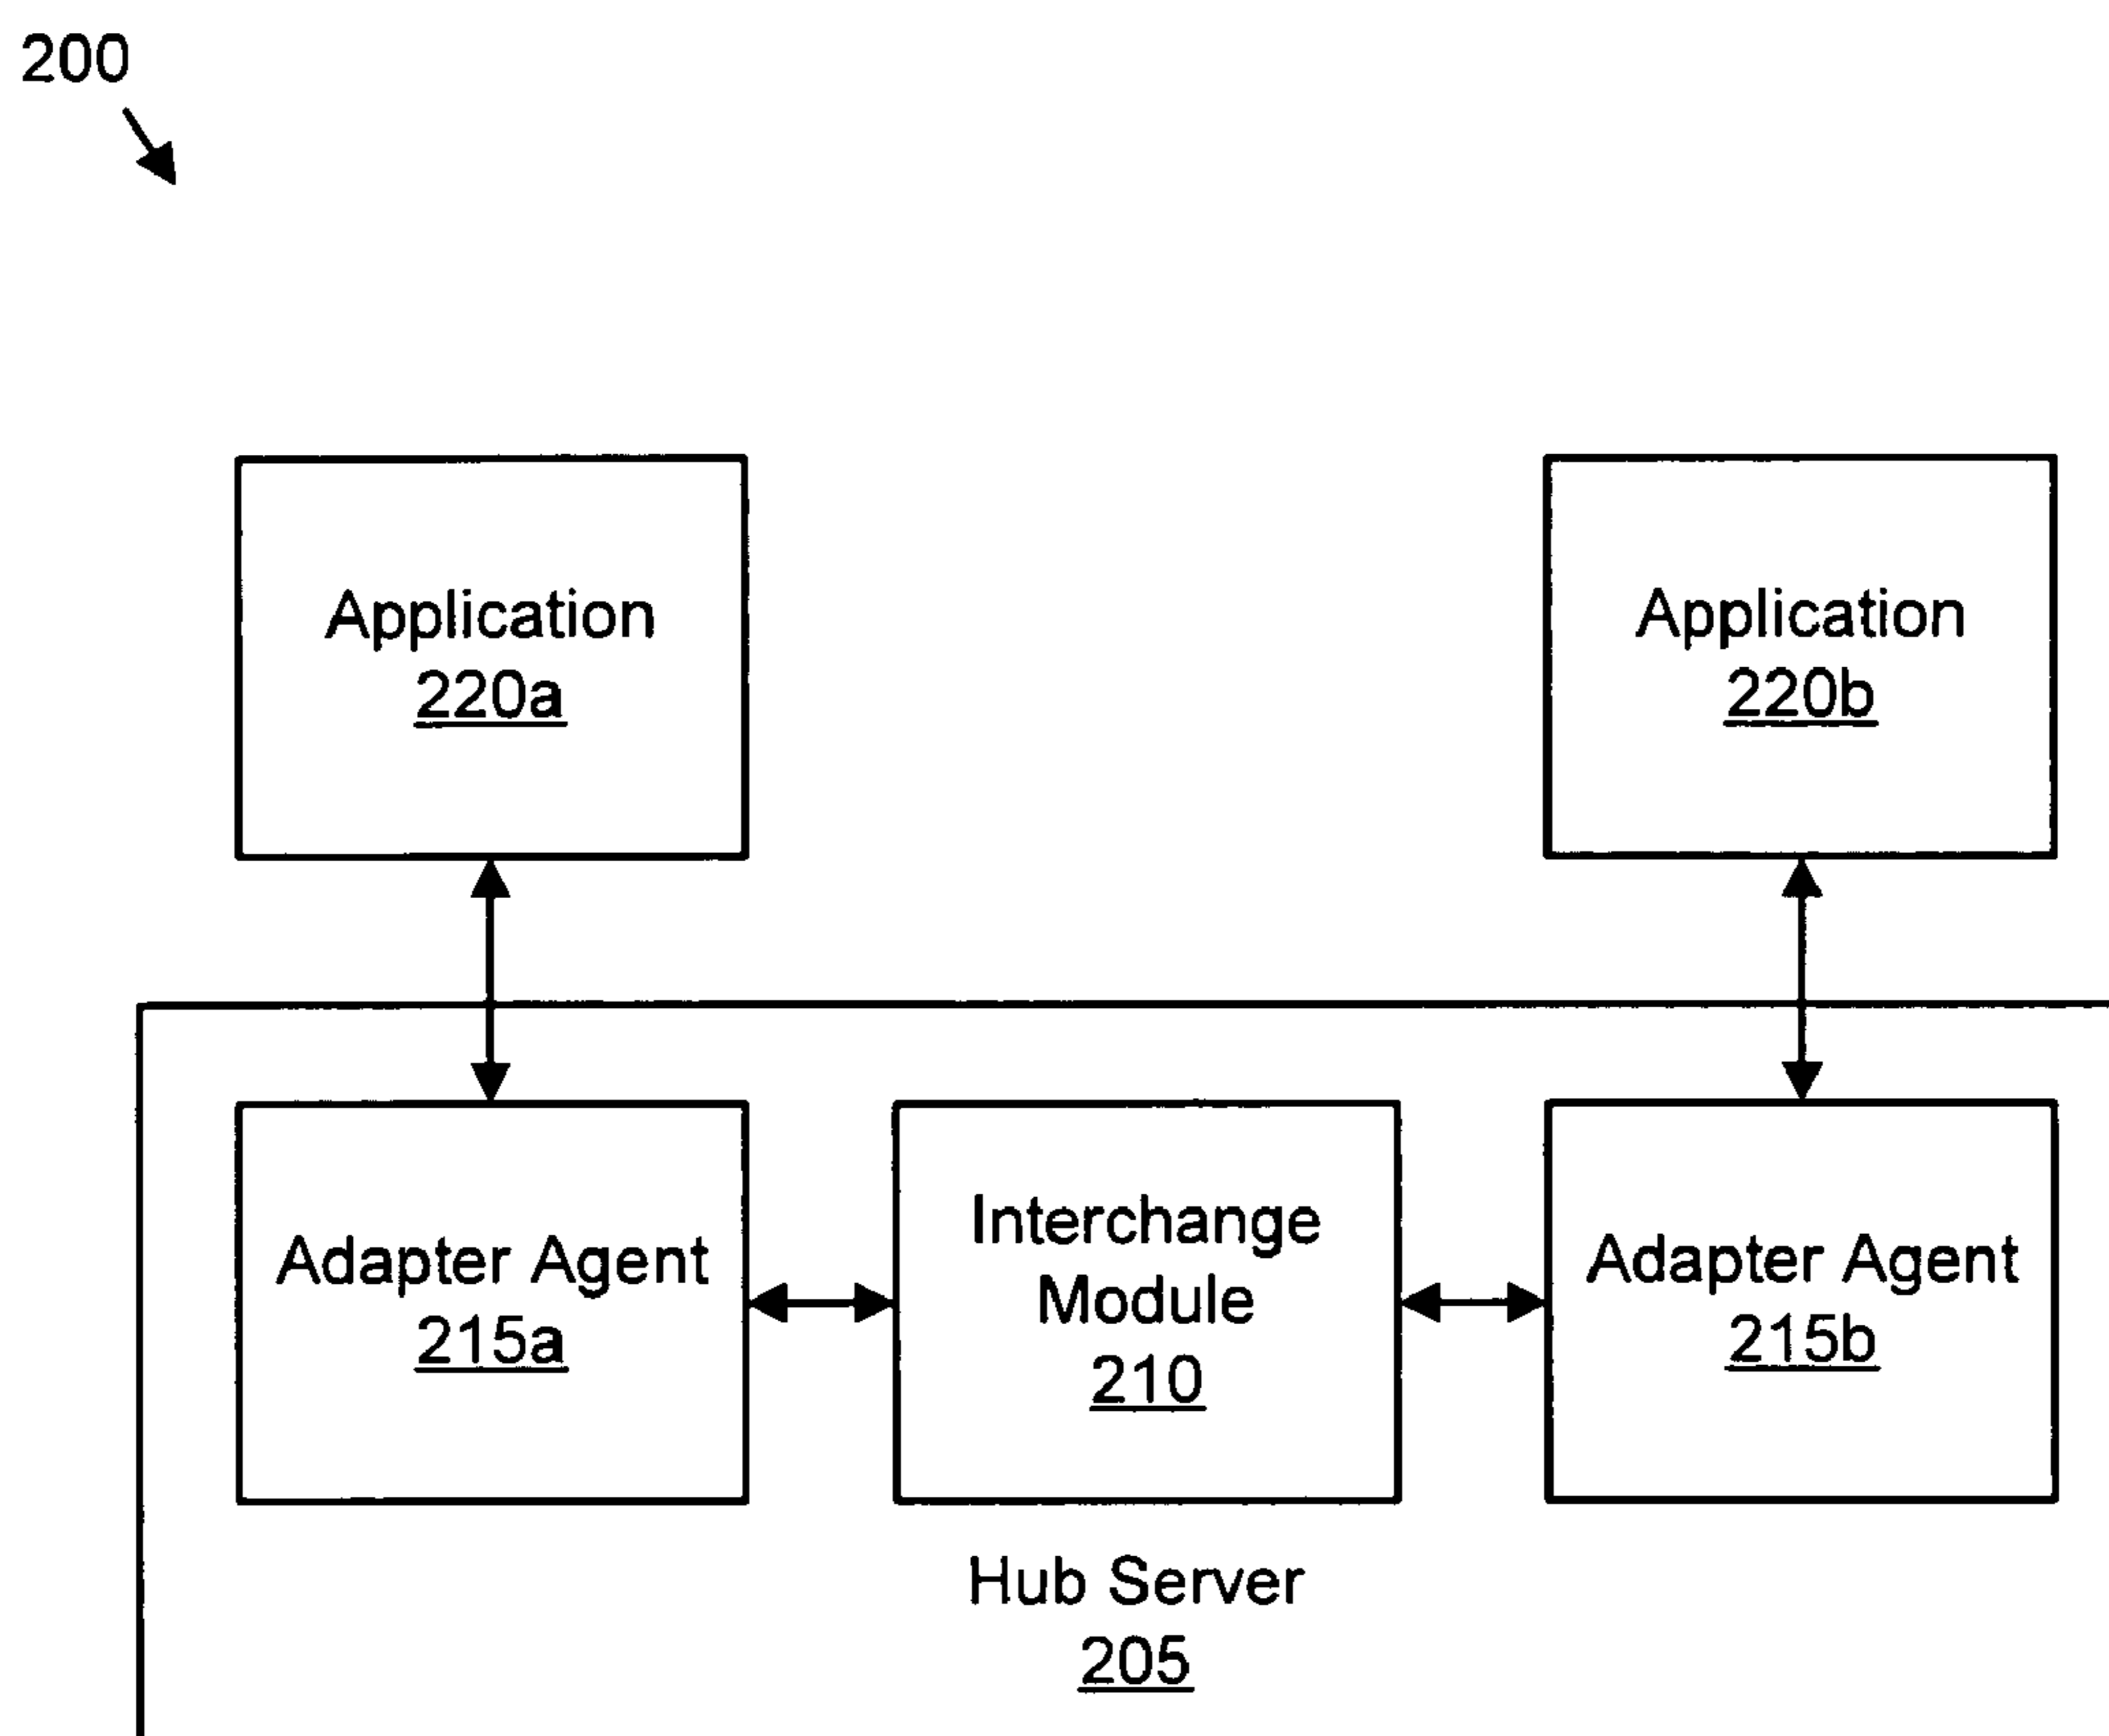 200
Application
220a
Application
220b
Adapter Agent
215a
Interchange
Module
210
Adapter Agent
215b
Hub Server
205